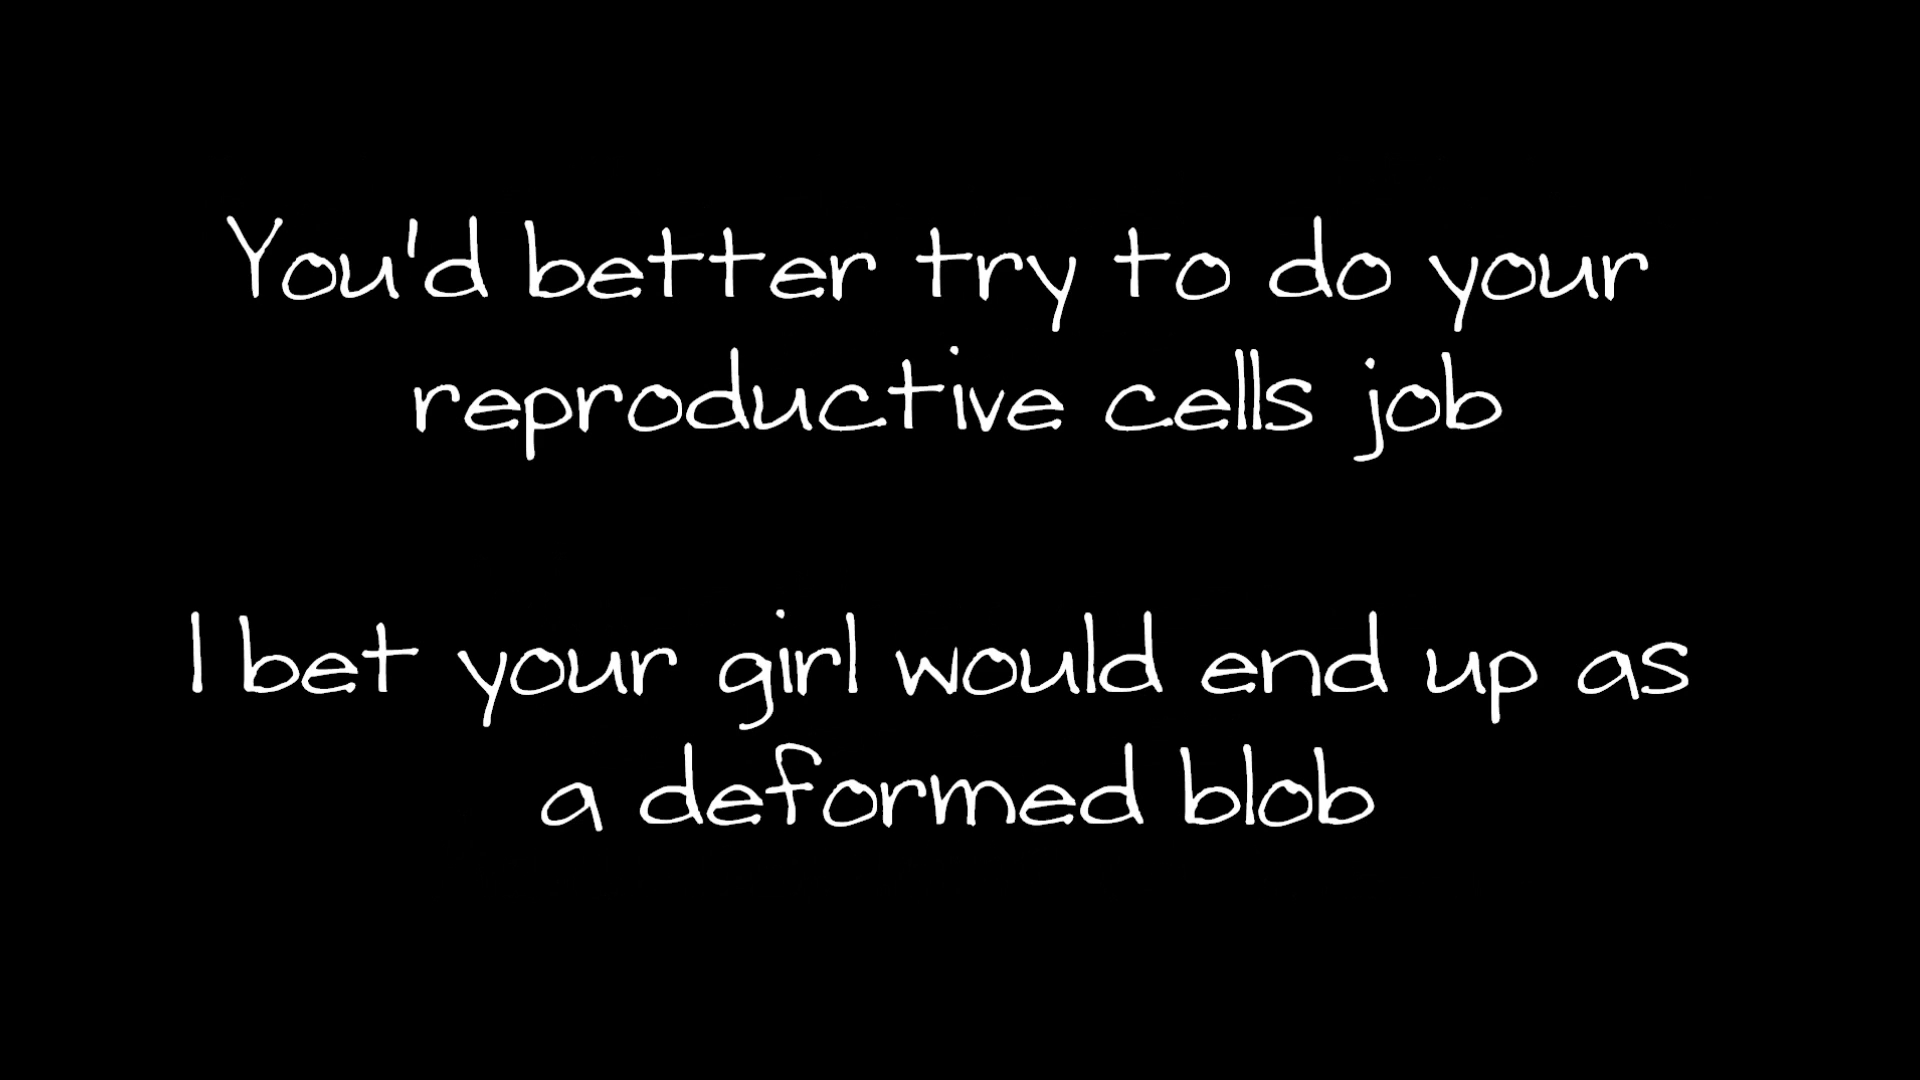 You'd better try to do your
reproductive cells job
I bet your girl would end up as
a deformed blob